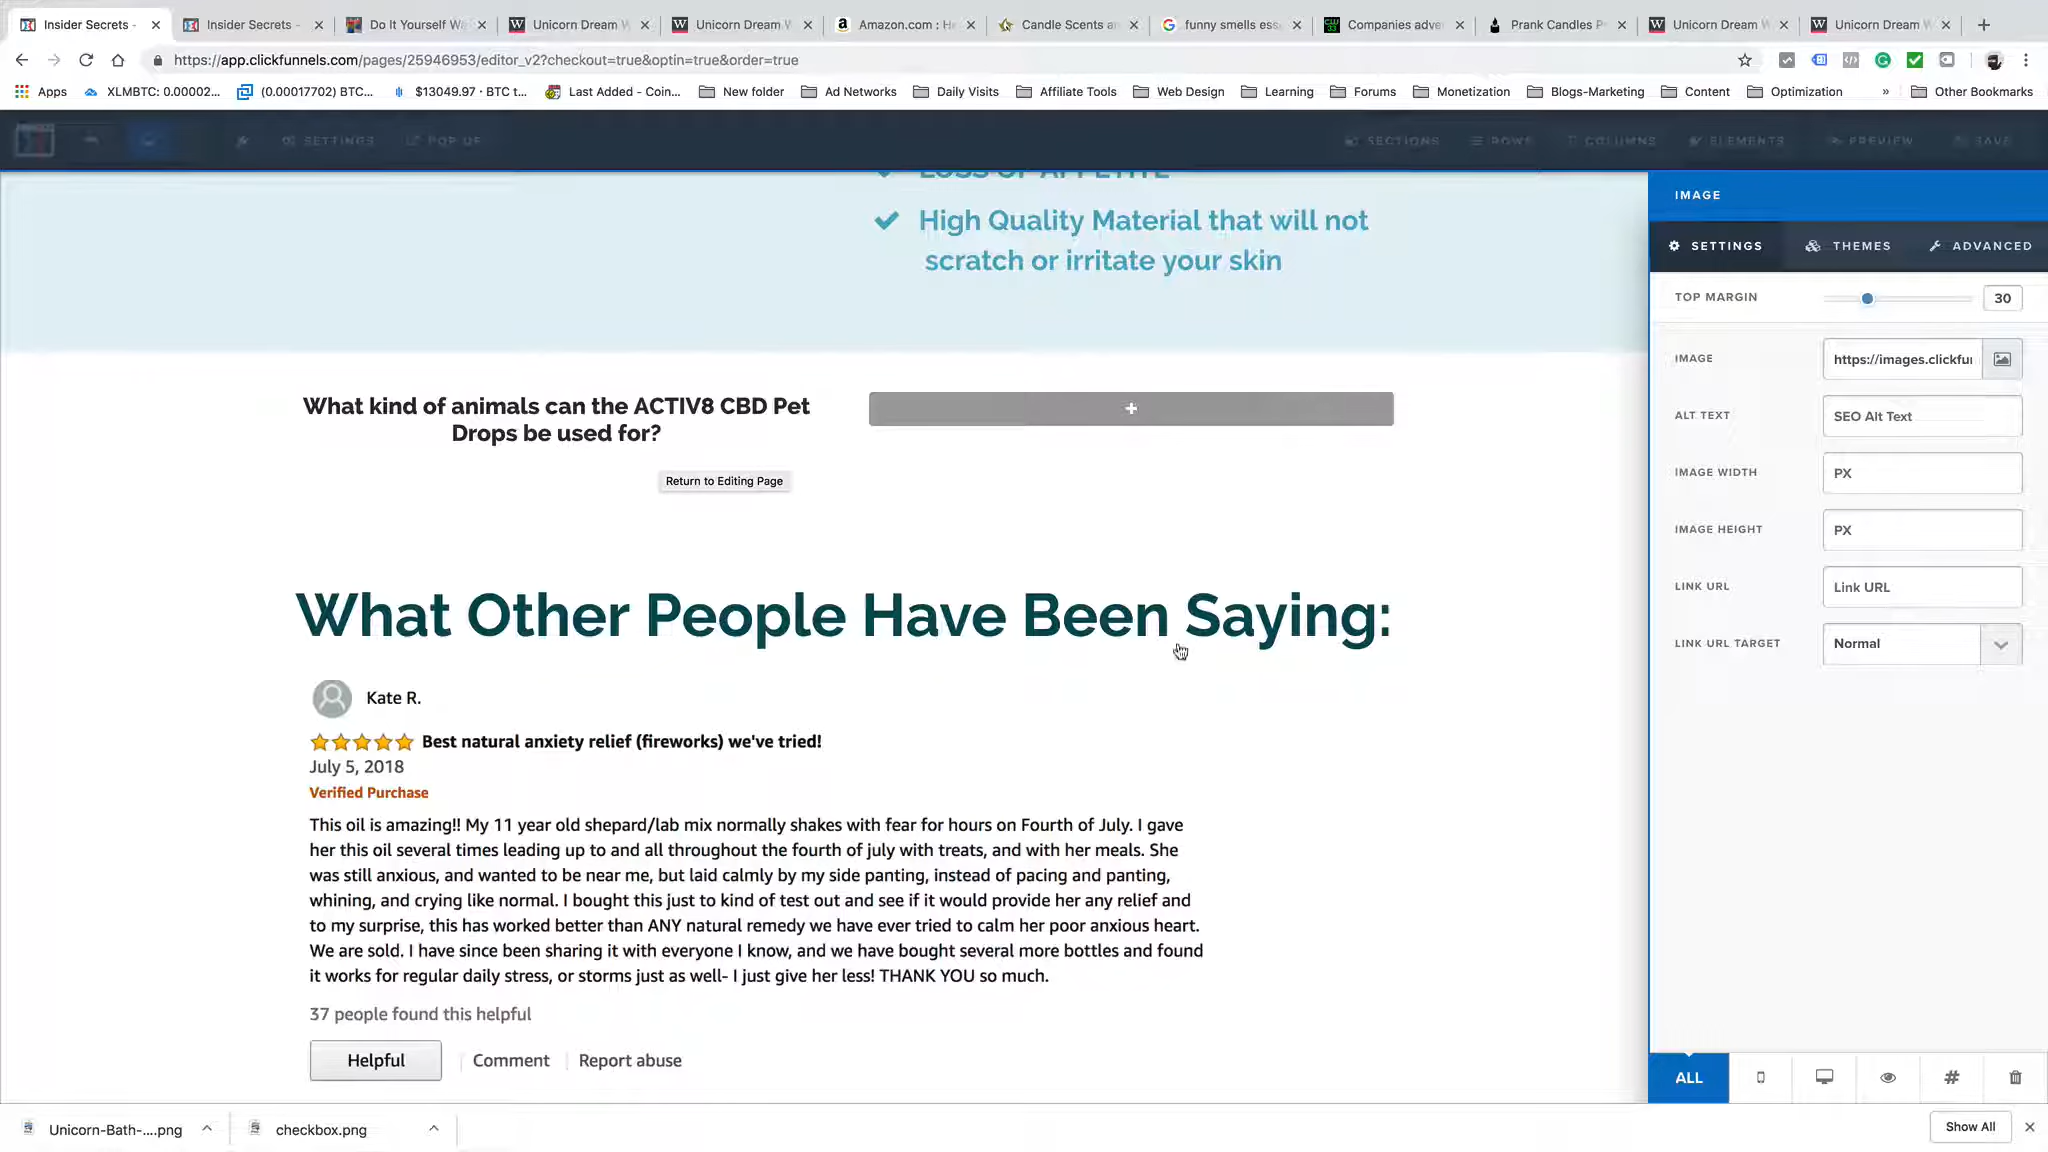 Insider Secrets -
Insider Secrets -
Do It Yourself Wa
Unicorn Dream W
Unicorn Dream W
Amazon.com : He
Candle Scents an
funny smells ess
Companies adve
Prank Candles P
Unicorn Dream W
Unicorn Dream W
https://app.clickfunnels.com/pages/25946953/editor_v2?checkout=true&optin=true&order=true
Apps
XLMBTC: 0.00002...
(0.00017702) BTC...
$13049.97 · BTC t...
Last Added - Coin...
New folder
Ad Networks
Daily Visits
Affiliate Tools
Web Design
Learning
Forums
Monetization
Blogs-Marketing
Content
Optimization
»
Other Bookmarks
SETTINGS
POP UP
SECTIONS
ROWS
COLUMNS
ELEMENTS
PREVIEW
SAVE
LOSS OF APPETITE
High Quality Material that will not
scratch or irritate your skin
What kind of animals can the ACTIV8 CBD Pet
Drops be used for?
Return to Editing Page
What Other People Have Been Saying:
Kate R.
Best natural anxiety relief (fireworks) we've tried!
July 5, 2018
Verified Purchase
This oil is amazing!! My 11 year old shepard/lab mix normally shakes with fear for hours on Fourth of July. I gave
her this oil several times leading up to and all throughout the fourth of july with treats, and with her meals. She
was still anxious, and wanted to be near me, but laid calmly by my side panting, instead of pacing and panting,
whining, and crying like normal. I bought this just to kind of test out and see if it would provide her any relief and
to my surprise, this has worked better than ANY natural remedy we have ever tried to calm her poor anxious heart.
We are sold. I have since been sharing it with everyone I know, and we have bought several more bottles and found
it works for regular daily stress, or storms just as well- I just give her less! THANK YOU so much.
37 people found this helpful
Helpful
Comment
Report abuse
IMAGE
SETTINGS
THEMES
ADVANCED
TOP MARGIN
30
IMAGE
https://images.clickfu
ALT TEXT
SEO Alt Text
IMAGE WIDTH
PX
IMAGE HEIGHT
PX
LINK URL
Link URL
LINK URL TARGET
Normal
ALL
Unicorn-Bath-....png
checkbox.png
Show All